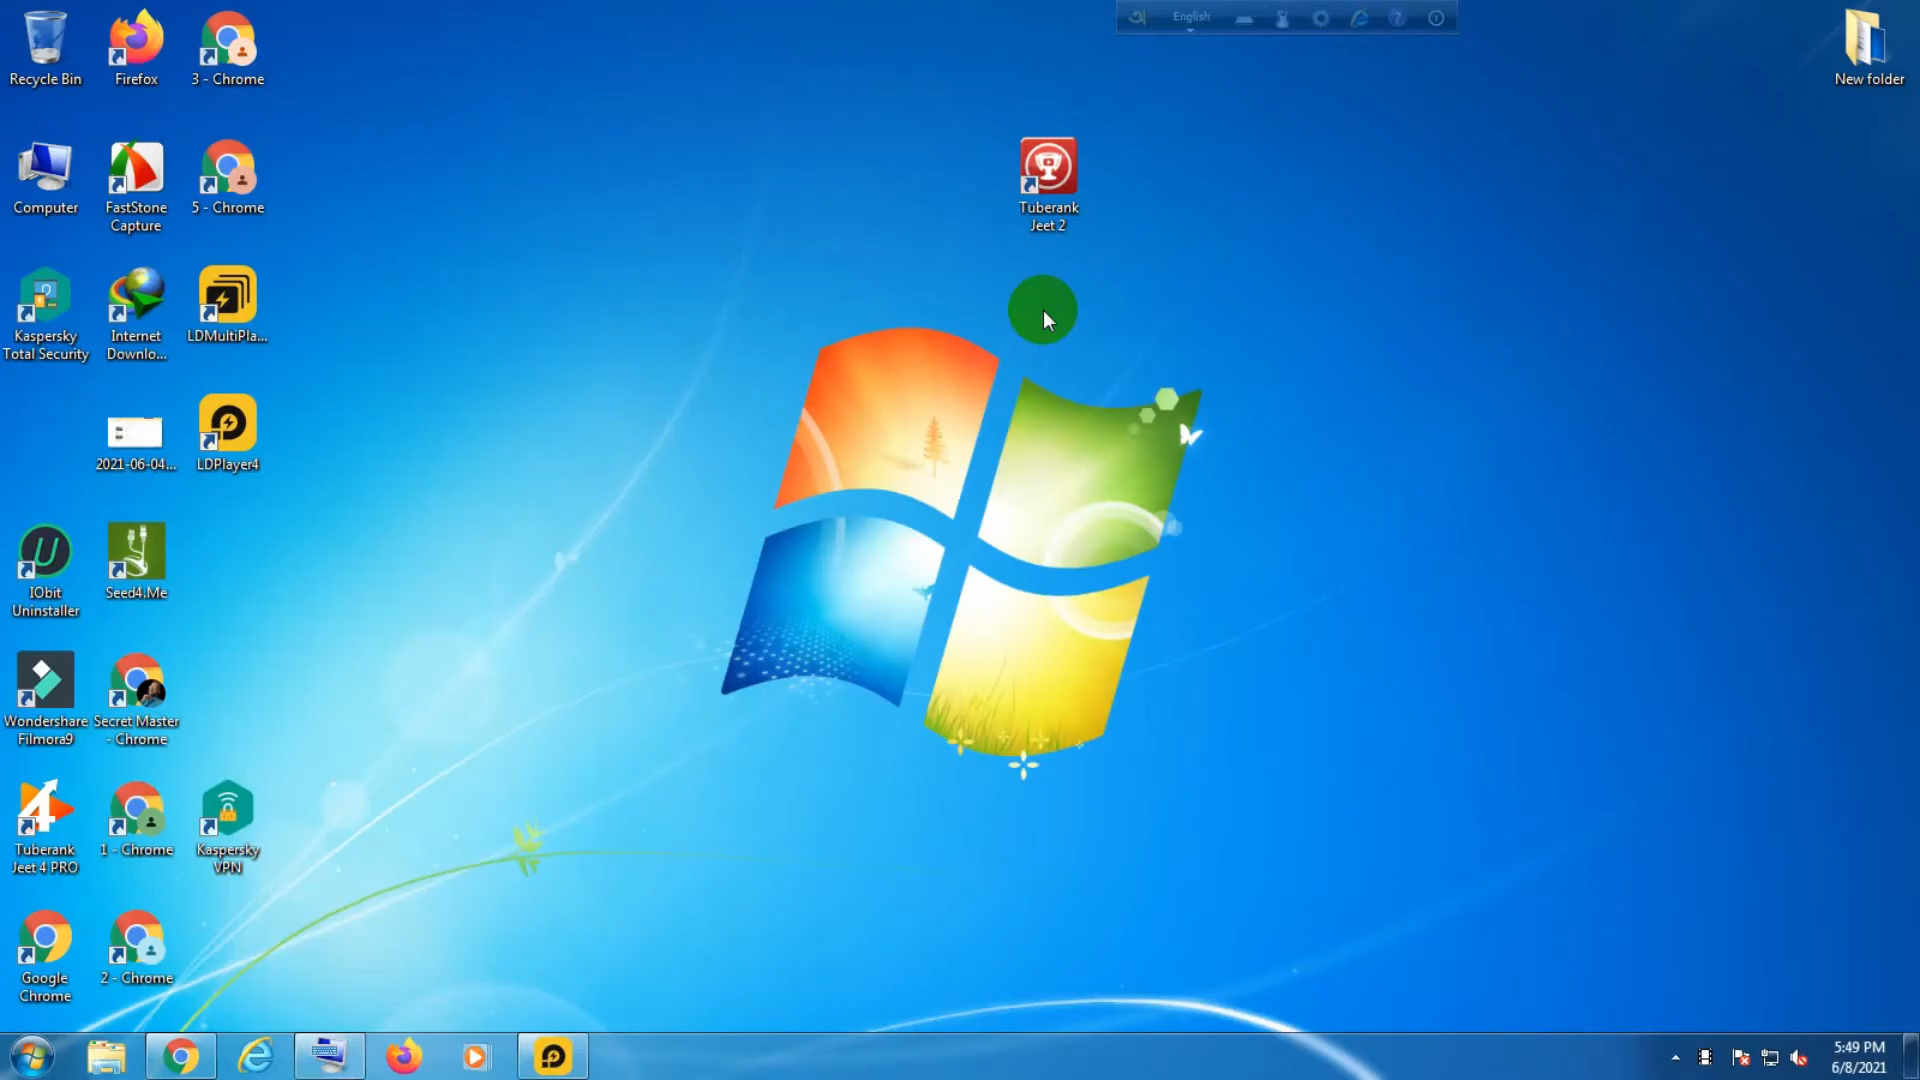 English
Recycle Bin
Firefox
3 - Chrome
New folder
Computer
FastStone
Capture
5 - Chrome
Tuberank
Jeet 2
Kaspersky
Total Security
Internet
Downlo...
LDMultiPla...
2021-06-04...
LDPlayer4
IObit
Uninstaller
Seed4.Me
Wondershare
Filmora9
Secret Master
- Chrome
Tuberank
Jeet 4 PRO
1 - Chrome
Kaspersky
VPN
Google
Chrome
2 - Chrome
5:49 PM
6/8/2021